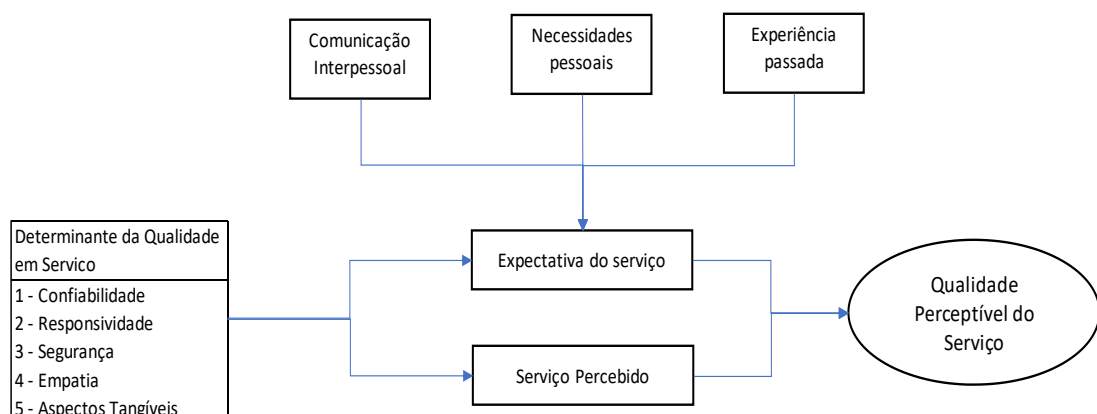 Comunicação
Interpessoal
Necessidades
pessoais
Experiência
passada
Determinante da Qualidade
em Servico
1 - Confiabilidade
2 - Responsividade
3 - Segurança
4 - Empatia
5 - Aspectos Tangíveis
Expectativa do serviço
Serviço Percebido
Qualidade
Perceptível do
Serviço